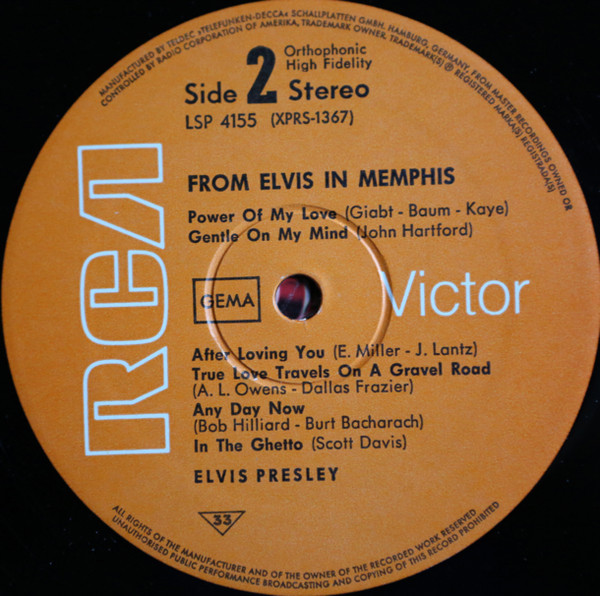 MANUFACTURED BY TELDEC »TELEFUNKEN-DECCA« SCHALLPLATTEN GMBH, HAMBURG, GERMANY, FROM MASTER RECORDINGS OWNED OR
CONTROLLED BY RADIO CORPORATION OF AMERICA, TRADEMARK OWNER, TRADEMARK(S) ® REGISTERED MARKA(S) REGISTRADA(S)
Side 2 Stereo
Orthophonic
High Fidelity
LSP 4155 (XPRS-1367)
FROM ELVIS IN MEMPHIS
Power Of My Love (Giabt - Baum - Kaye)
Gentle On My Mind (John Hartford)
RCA
GEMA
Victor
After Loving You (E. Miller - J. Lantz)
True Love Travels On A Gravel Road
(A. L. Owens - Dallas Frazier)
Any Day Now
(Bob Hilliard - Burt Bacharach)
In The Ghetto (Scott Davis)
ELVIS PRESLEY
33
ALL RIGHTS OF THE MANUFACTURER AND OF THE OWNER OF THE RECORDED WORK RESERVED
UNAUTHORISED PUBLIC PERFORMANCE BROADCASTING AND COPYING OF THIS RECORD PROHIBITED